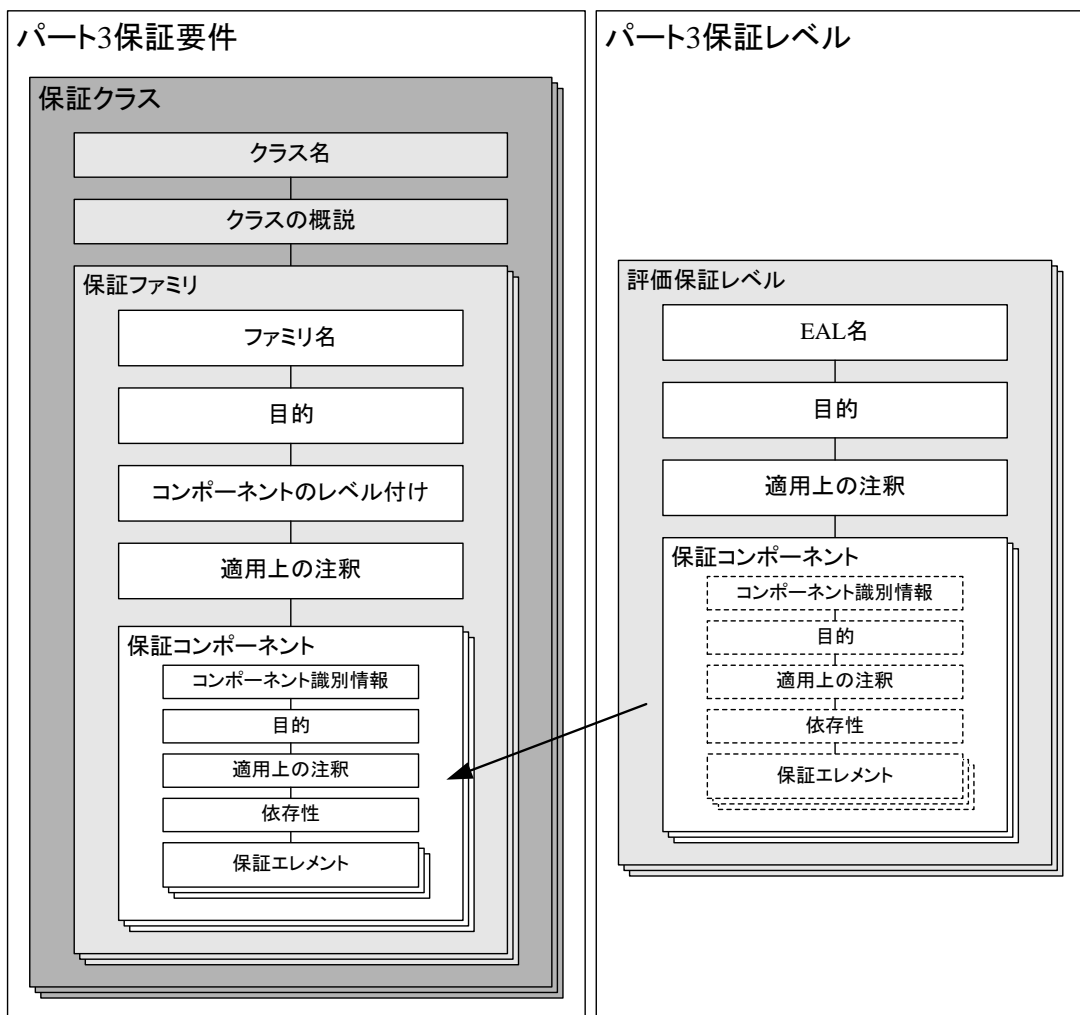 パート3保証要件
保証クラス
クラス名
クラスの概説
保証ファミリ
ファミリ名
目的
コンポーネントのレベル付け
適用上の注釈
保証コンポーネント
コンポーネント識別情報
目的
適用上の注釈
依存性
保証エレメント
パート3保証レベル
評価保証レベル
EAL名
目的
適用上の注釈
保証コンポーネント
コンポーネント識別情報
目的
適用上の注釈
依存性
保証エレメント